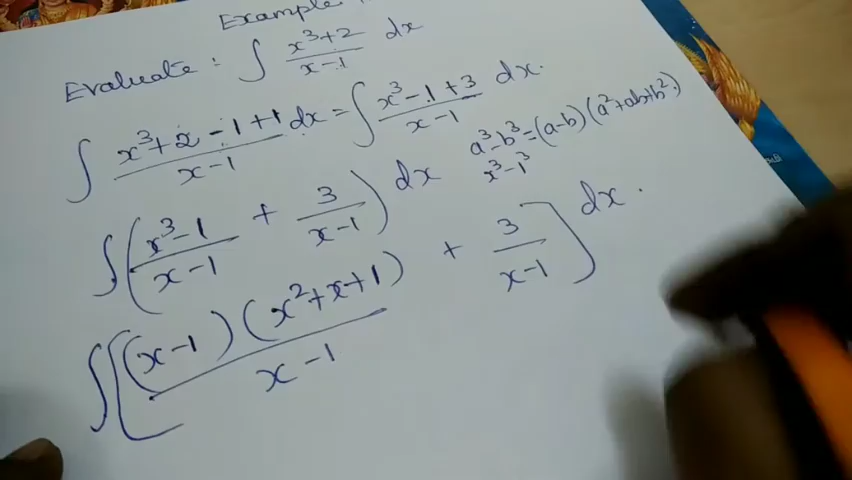 Example
Evaluate : ∫ x³+2 / x-1 dx
∫ x³+2-1+1 / x-1 dx = ∫ x³-1+3 / x-1 dx.
a³-b³=(a-b)(a²+ab+b²)
x³-1³
∫ ( x³-1 / x-1 + 3 / x-1 ) dx
∫ [ (x-1)(x²+x+1) / x-1 + 3 / x-1 ] dx.